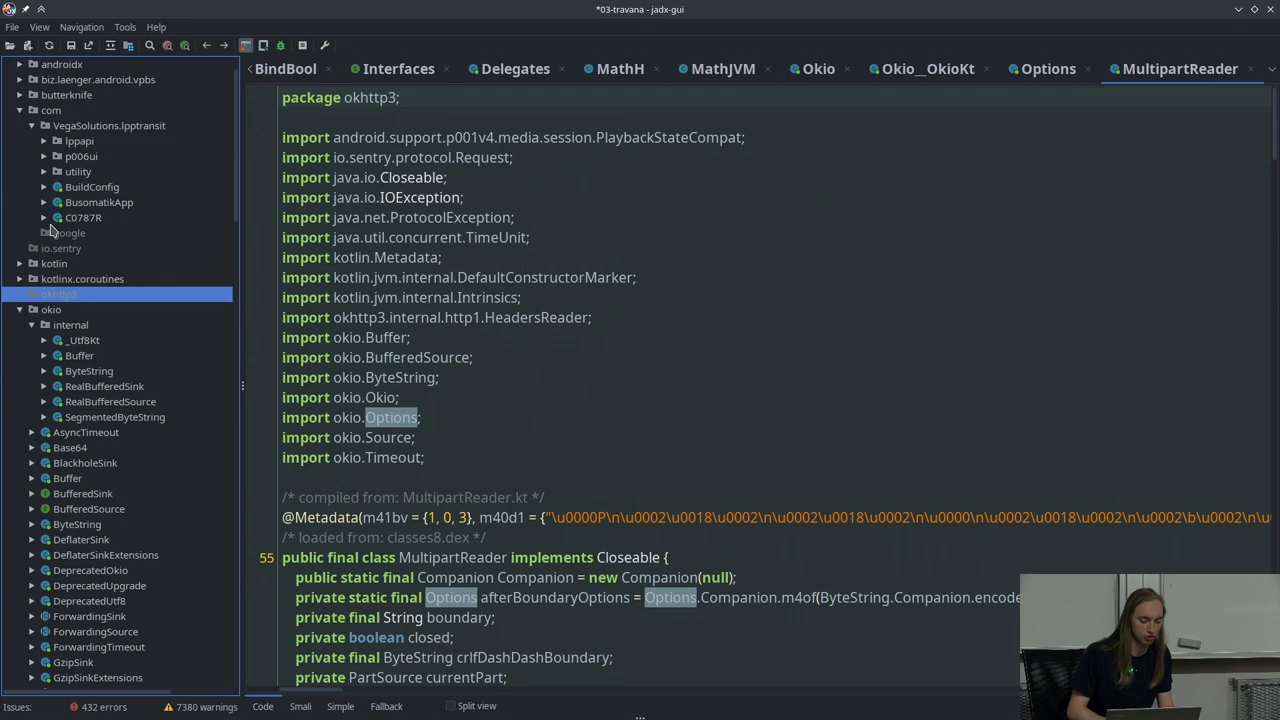 *03-travana - jadx-gui
File View Navigation Tools Help
BindBool Interfaces Delegates MathH MathJVM Okio Okio__OkioKt Options MultipartReader
androidx
biz.laenger.android.vpbs
butterknife
com
VegaSolutions.lpptransit
lppapi
p006ui
utility
BuildConfig
BusomatikApp
C0787R
google
io.sentry
kotlin
kotlinx.coroutines
okhttp3
okio
internal
_Utf8Kt
Buffer
ByteString
RealBufferedSink
RealBufferedSource
SegmentedByteString
AsyncTimeout
Base64
BlackholeSink
Buffer
BufferedSink
BufferedSource
ByteString
DeflaterSink
DeflaterSinkExtensions
DeprecatedOkio
DeprecatedUpgrade
DeprecatedUtf8
ForwardingSink
ForwardingSource
ForwardingTimeout
GzipSink
GzipSinkExtensions
package okhttp3;
import android.support.p001v4.media.session.PlaybackStateCompat;
import io.sentry.protocol.Request;
import java.io.Closeable;
import java.io.IOException;
import java.net.ProtocolException;
import java.util.concurrent.TimeUnit;
import kotlin.Metadata;
import kotlin.jvm.internal.DefaultConstructorMarker;
import kotlin.jvm.internal.Intrinsics;
import okhttp3.internal.http1.HeadersReader;
import okio.Buffer;
import okio.BufferedSource;
import okio.ByteString;
import okio.Okio;
import okio.Options;
import okio.Source;
import okio.Timeout;
/* compiled from: MultipartReader.kt */
@Metadata(m41bv = {1, 0, 3}, m40d1 = {"\u0000P\n\u0002\u0018\u0002\n\u0002\u0018\u0002\n\u0002\u0018\u0002\n\u0000\n\u0002\u0018\u0002\n\u0002\b\u0002\n\u
/* loaded from: classes8.dex */
55 public final class MultipartReader implements Closeable {
public static final Companion Companion = new Companion(null);
private static final Options afterBoundaryOptions = Options.Companion.m4of(ByteString.Companion.encode
private final String boundary;
private boolean closed;
private final ByteString crlfDashDashBoundary;
private PartSource currentPart;
Issues: 432 errors 7380 warnings Code Smali Simple Fallback Split view